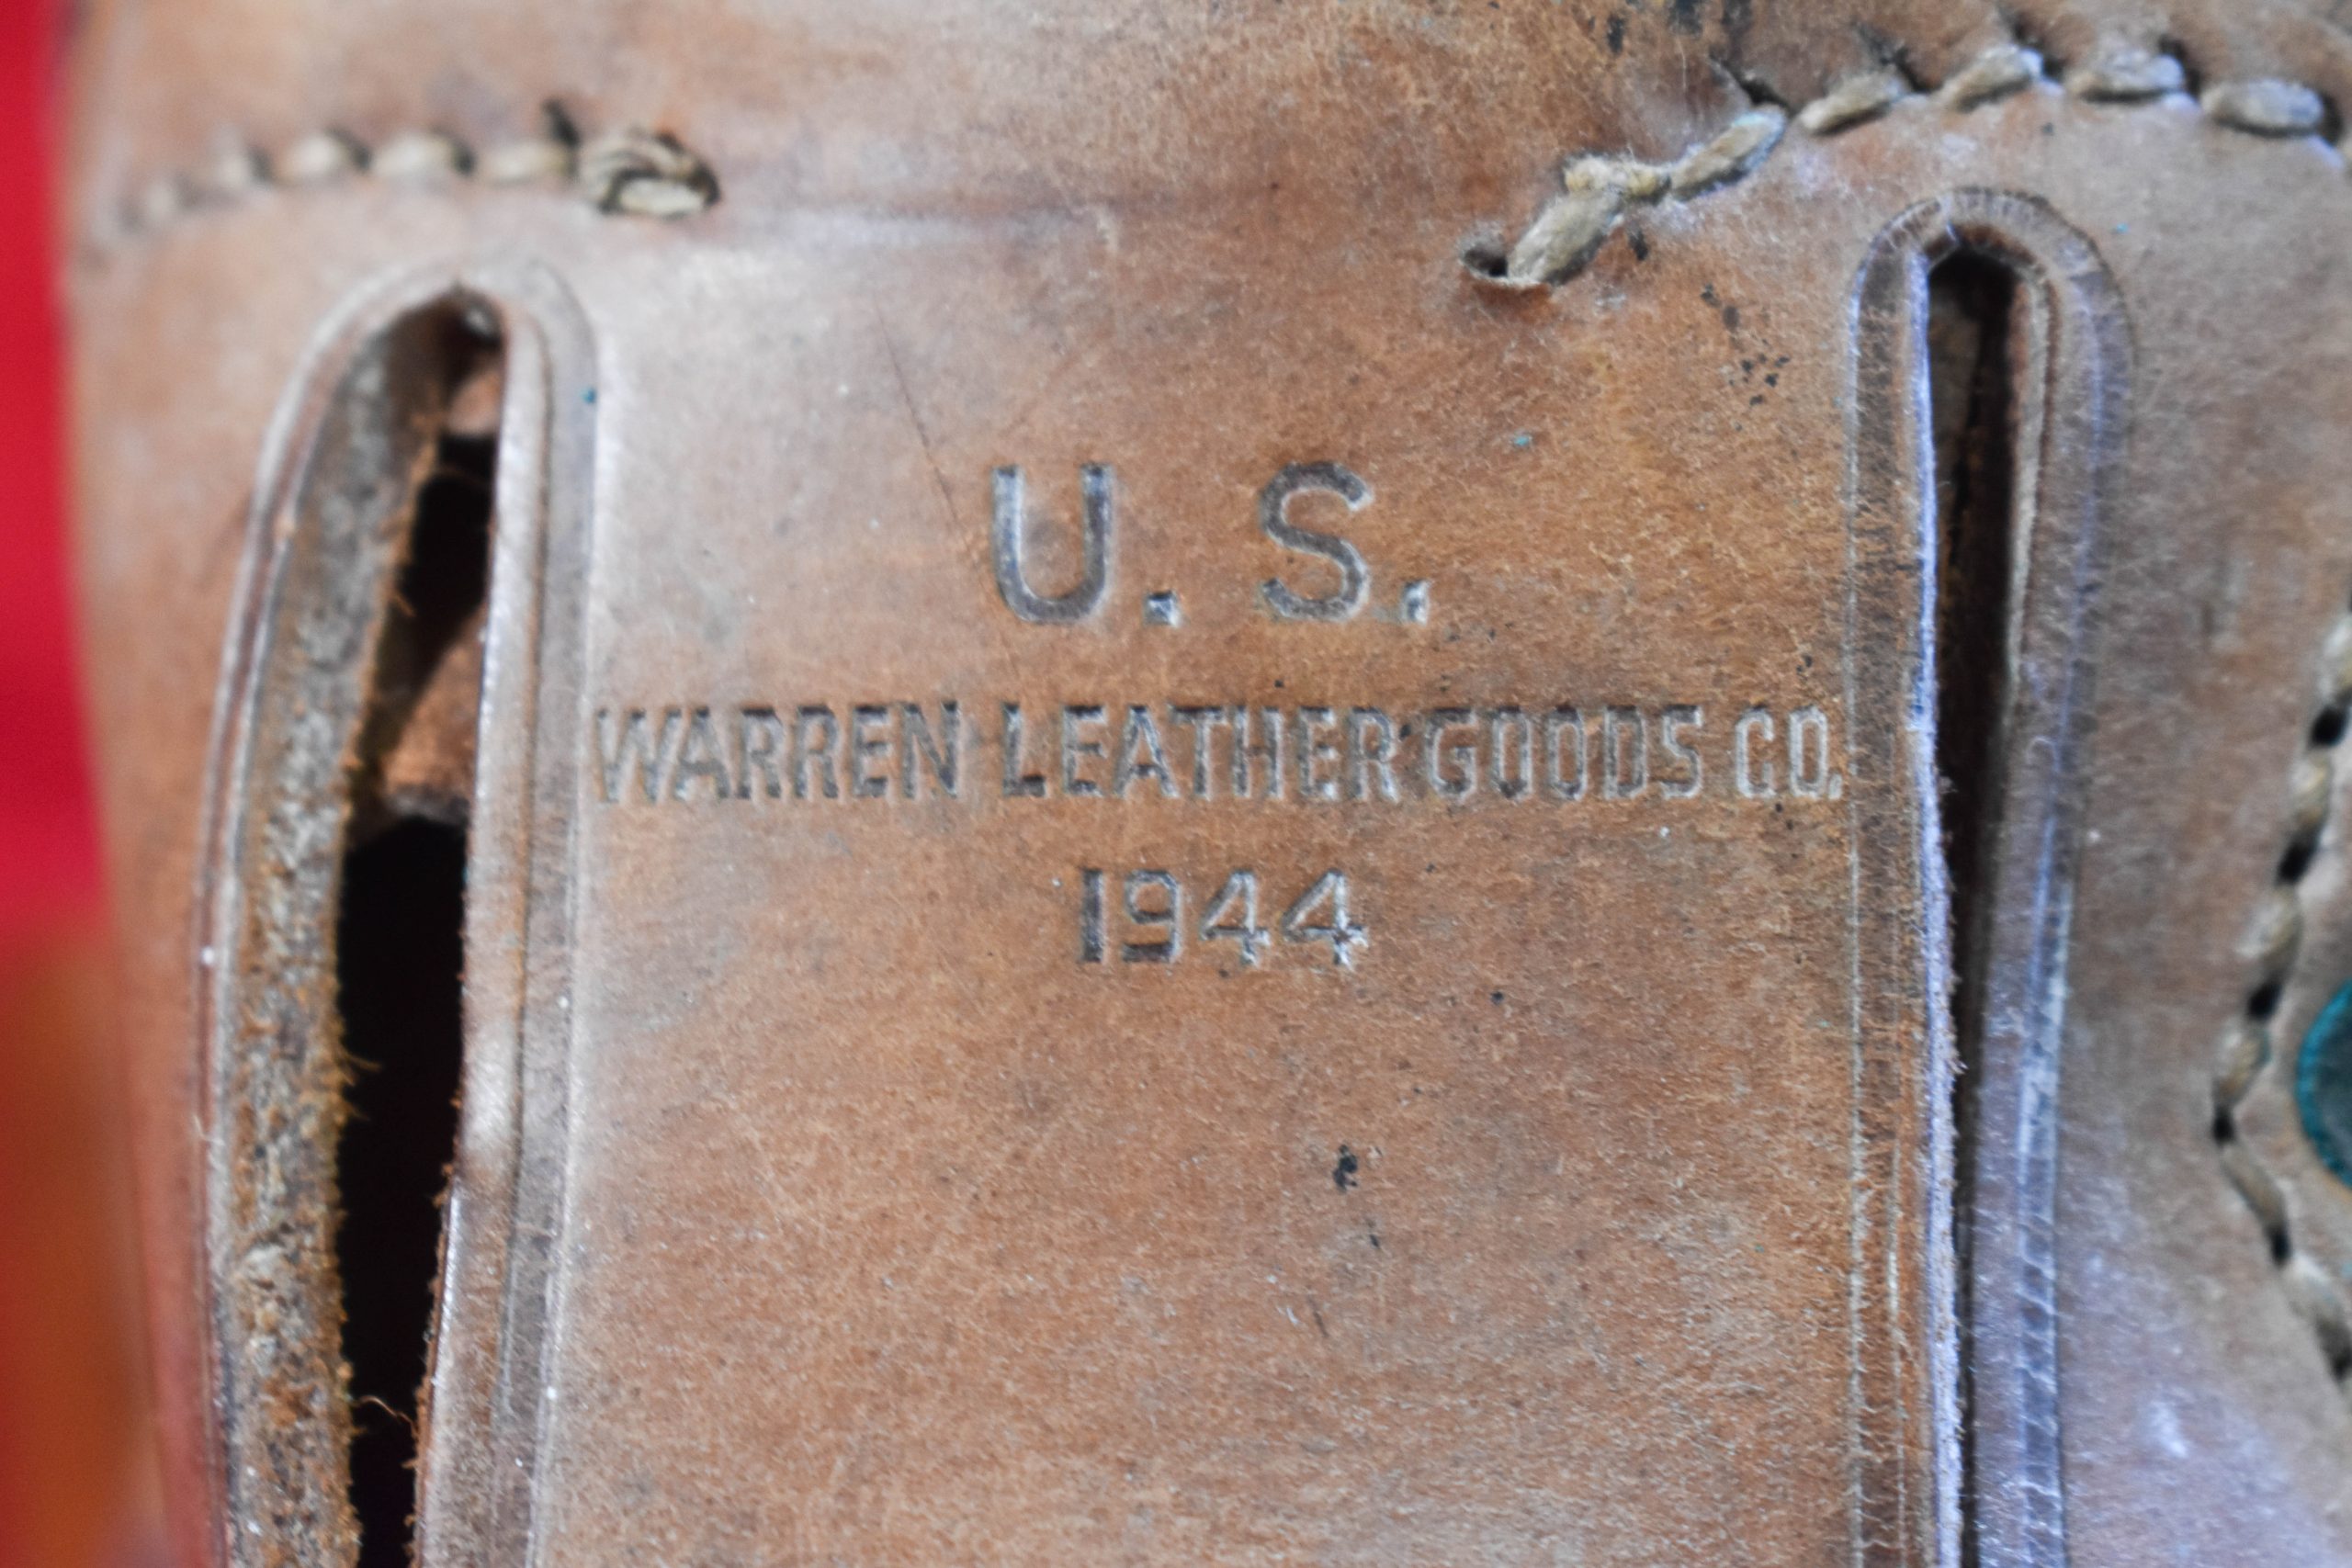 U. S.
WARREN LEATHER GOODS CO.
1944